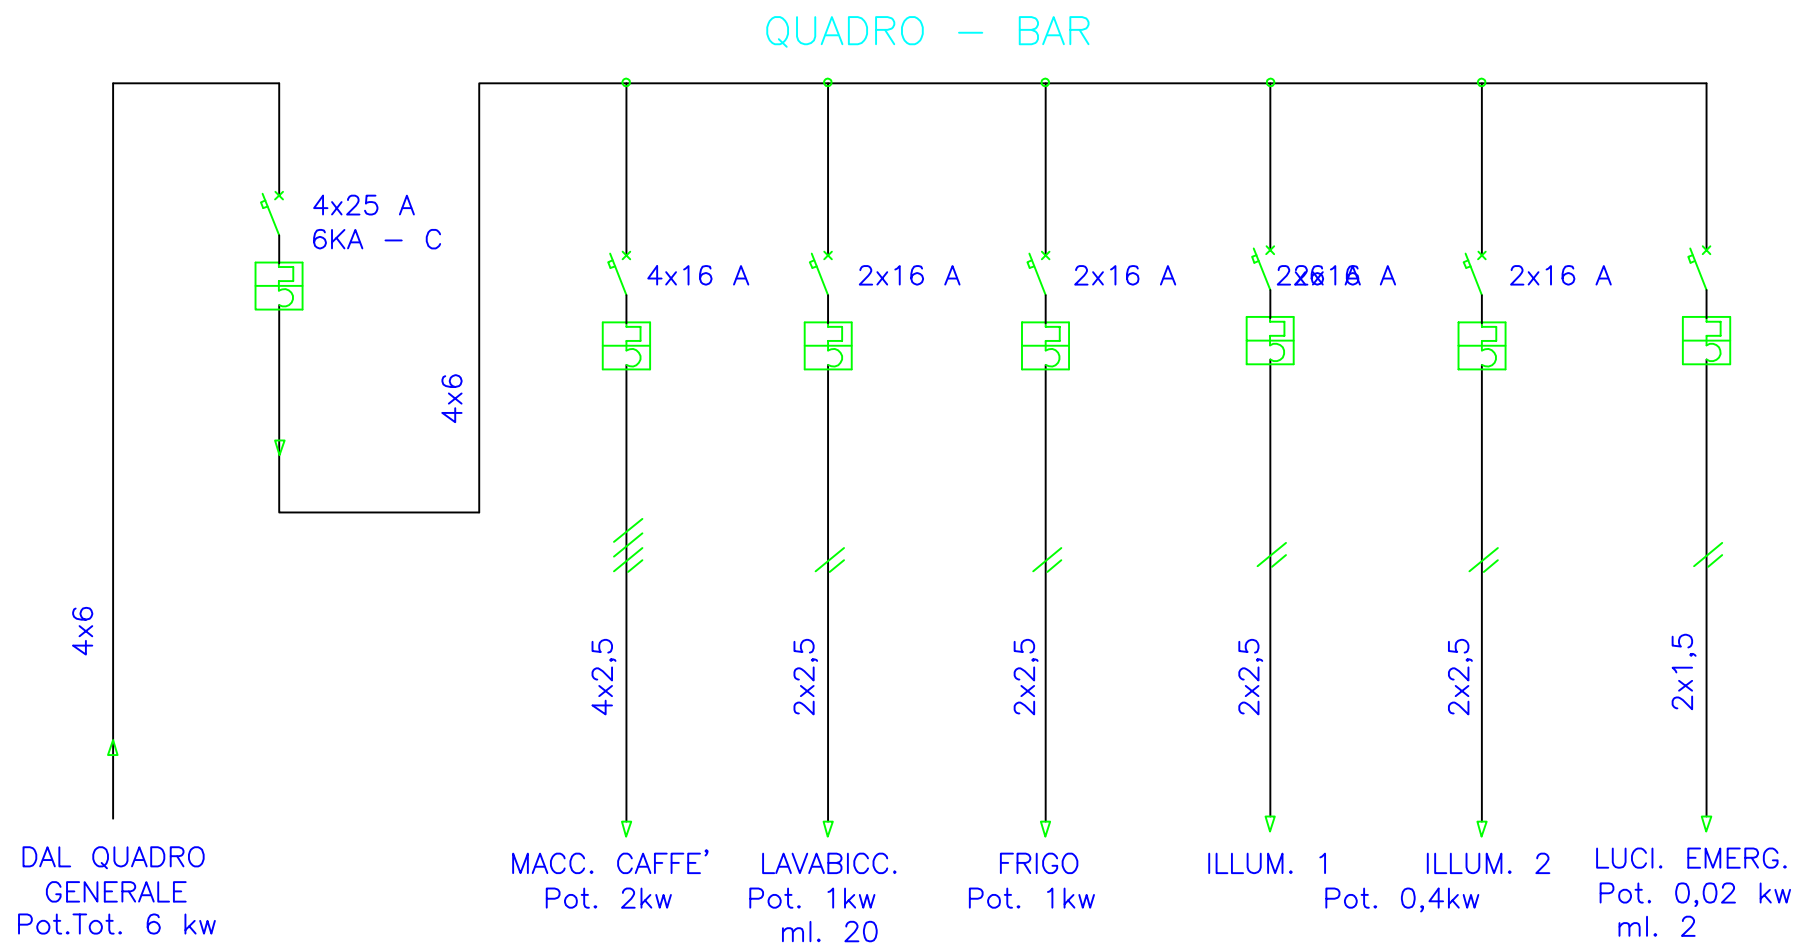 QUADRO - BAR
4x25 A
6KA - C
4x16 A
2x16 A
2x16 A
2x16 A
2x6 A
2x16 A
4x6
4x6
4x2,5
2x2,5
2x2,5
2x2,5
2x2,5
2x1,5
DAL QUADRO
GENERALE
Pot.Tot. 6 kw
MACC. CAFFE'
Pot. 2kw
LAVABICC.
Pot. 1kw
ml. 20
FRIGO
Pot. 1kw
ILLUM. 1
ILLUM. 2
Pot. 0,4kw
LUCI. EMERG.
Pot. 0,02 kw
ml. 2